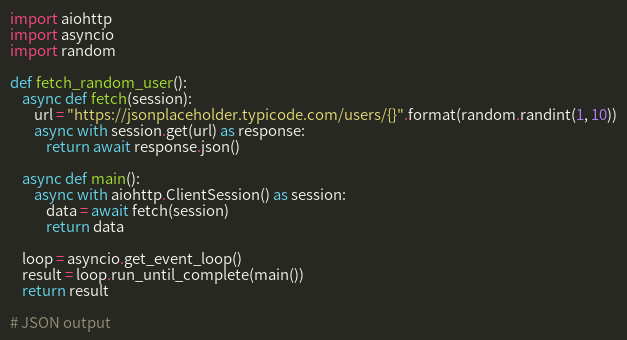 import aiohttp
import asyncio
import random

def fetch_random_user():
    async def fetch(session):
        url = "https://jsonplaceholder.typicode.com/users/{}".format(random.randint(1, 10))
        async with session.get(url) as response:
            return await response.json()

    async def main():
        async with aiohttp.ClientSession() as session:
            data = await fetch(session)
            return data

    loop = asyncio.get_event_loop()
    result = loop.run_until_complete(main())
    return result

# JSON output